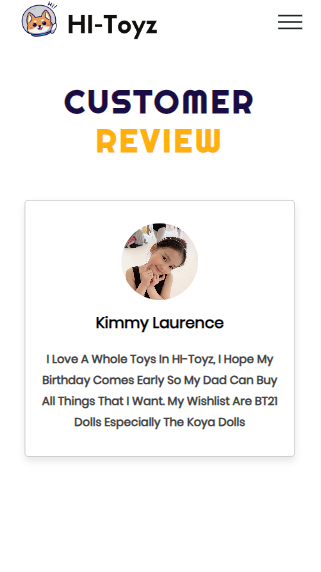 Hi!
HI-Toyz
CUSTOMER
REVIEW
Kimmy Laurence
I Love A Whole Toys In HI-Toyz, I Hope My
Birthday Comes Early So My Dad Can Buy
All Things That I Want. My Wishlist Are BT21
Dolls Especially The Koya Dolls